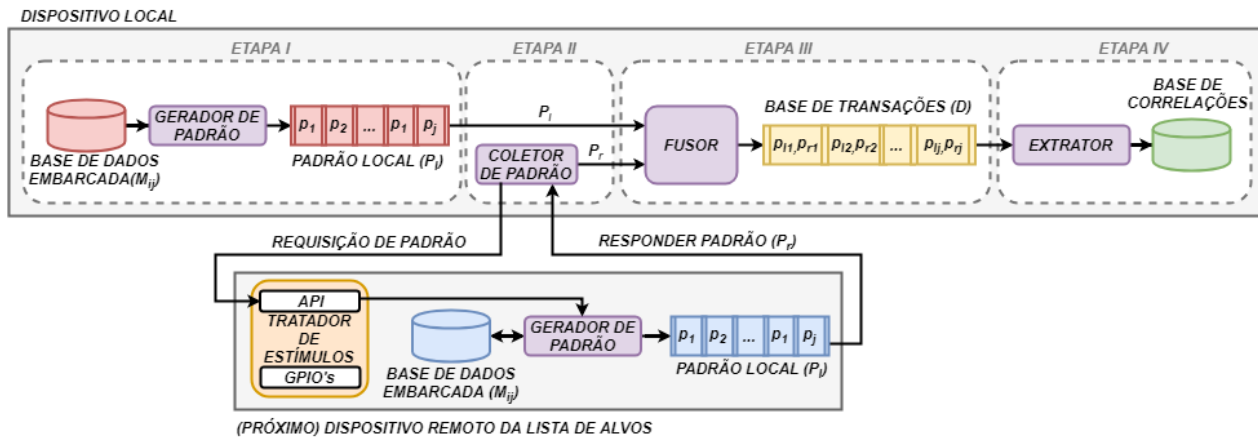 DISPOSITIVO LOCAL
ETAPA I
ETAPA II
ETAPA III
ETAPA IV
BASE DE DADOS
EMBARCADA(Mij)
GERADOR DE
PADRÃO
p1 p2 ... p1 pj
PADRÃO LOCAL (Pl)
Pl
COLETOR
DE PADRÃO
Pr
FUSOR
BASE DE TRANSAÇÕES (D)
pl1,pr1 pl2,pr2 ... plj,prj
EXTRATOR
BASE DE
CORRELAÇÕES
REQUISIÇÃO DE PADRÃO
RESPONDER PADRÃO (Pr)
API
TRATADOR
DE
ESTÍMULOS
GPIO's
BASE DE DADOS
EMBARCADA (Mij)
GERADOR DE
PADRÃO
p1 p2 ... p1 pj
PADRÃO LOCAL (Pl)
(PRÓXIMO) DISPOSITIVO REMOTO DA LISTA DE ALVOS